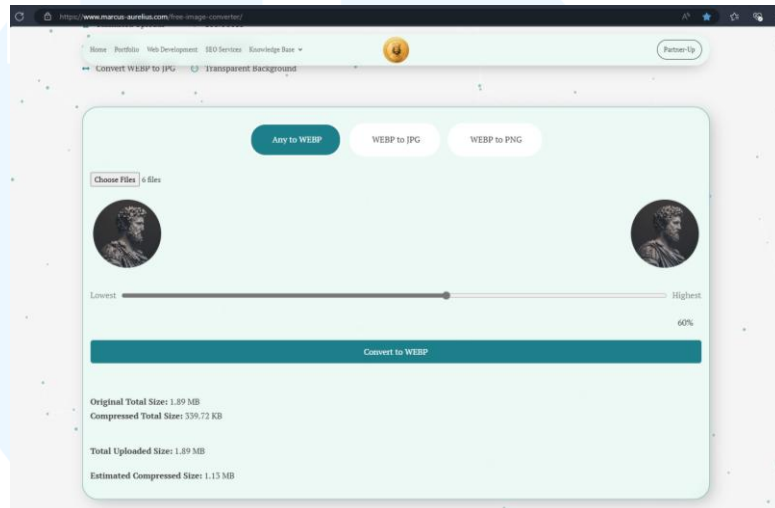 https://www.marcus-aurelius.com/free-image-converter/
Home Portfolio Web Development SEO Services Knowledge Base
Partner-Up
Convert WEBP to JPG Transparent Background
Any to WEBP WEBP to JPG WEBP to PNG
Choose Files 6 files
Lowest Highest
60%
Convert to WEBP
Original Total Size: 1.89 MB
Compressed Total Size: 339.72 KB
Total Uploaded Size: 1.89 MB
Estimated Compressed Size: 1.13 MB